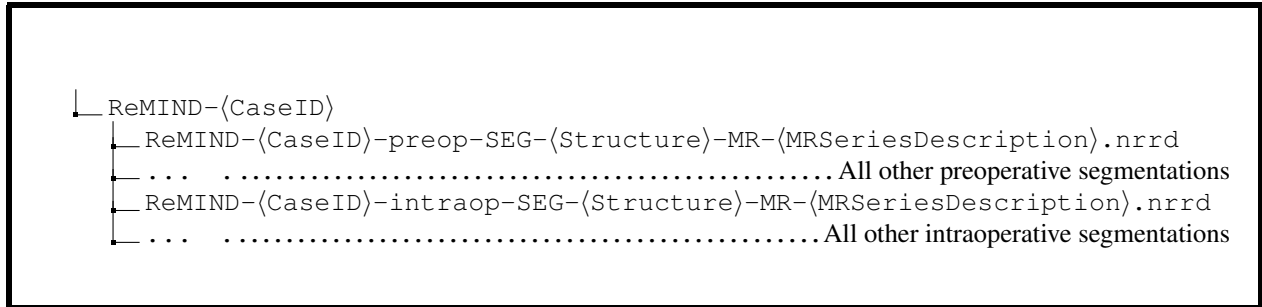 ReMIND-⟨CaseID⟩
ReMIND-⟨CaseID⟩-preop-SEG-⟨Structure⟩-MR-⟨MRSeriesDescription⟩.nrrd
... ................................................ All other preoperative segmentations
ReMIND-⟨CaseID⟩-intraop-SEG-⟨Structure⟩-MR-⟨MRSeriesDescription⟩.nrrd
... ................................................ All other intraoperative segmentations